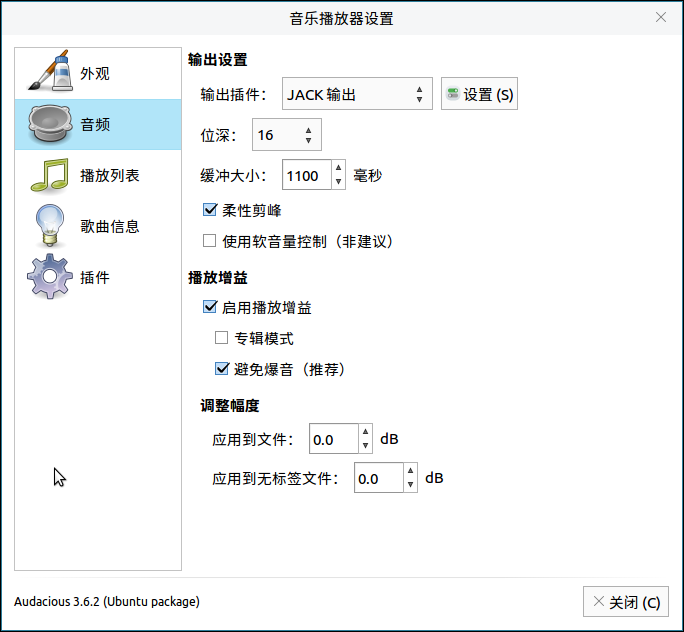 音乐播放器设置
外观
音频
播放列表
歌曲信息
插件
输出设置
输出插件： JACK 输出 设置 (S)
位深： 16
缓冲大小： 1100 毫秒
柔性剪峰
使用软音量控制（非建议）
播放增益
启用播放增益
专辑模式
避免爆音（推荐）
调整幅度
应用到文件： 0.0 dB
应用到无标签文件： 0.0 dB
Audacious 3.6.2 (Ubuntu package)
关闭 (C)